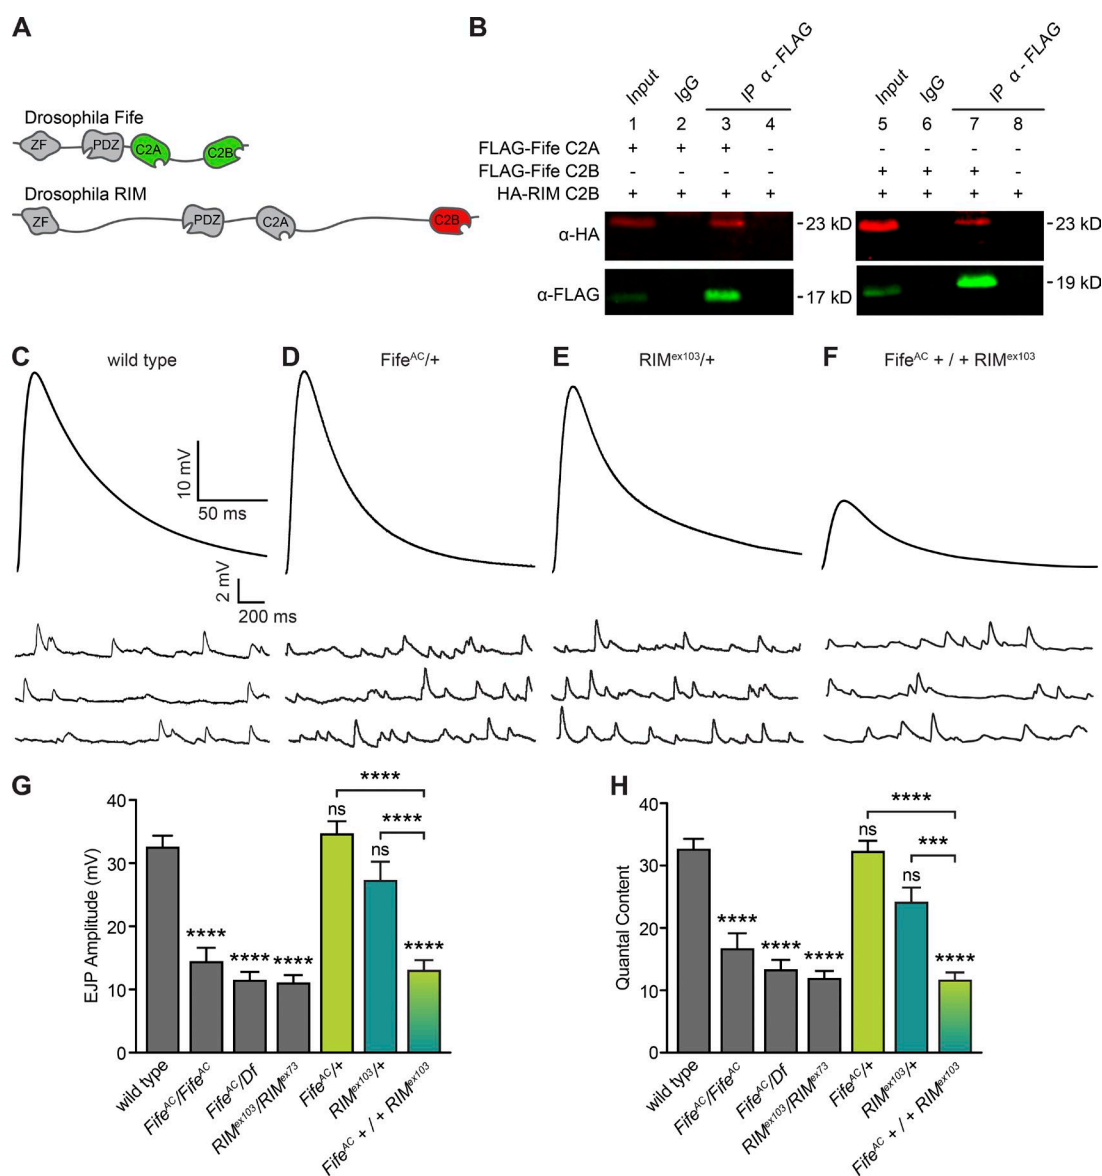 A
Drosophila Fife
ZF PDZ C2A C2B
Drosophila RIM
ZF PDZ C2A C2B
B
Input IgG IP α - FLAG Input IgG IP α - FLAG
1 2 3 4 5 6 7 8
FLAG-Fife C2A + + + - - - - -
FLAG-Fife C2B - - - - + + + -
HA-RIM C2B + + + + + + + +
α-HA - 23 kD - 23 kD
α-FLAG - 17 kD - 19 kD
C wild type D Fife^AC/+ E RIM^ex103/+ F Fife^AC + / + RIM^ex103
10 mV
50 ms
2 mV
200 ms
G
EJP Amplitude (mV)
40
30
20
10
0
**** **** **** ns ns **** **** ****
wild type
Fife^AC/Fife^AC
Fife^AC/Df
RIM^ex103/RIM^ex73
Fife^AC/+
RIM^ex103/+
Fife^AC + / + RIM^ex103
H
Quantal Content
40
30
20
10
0
**** **** **** ns ns **** **** ***
wild type
Fife^AC/Fife^AC
Fife^AC/Df
RIM^ex103/RIM^ex73
Fife^AC/+
RIM^ex103/+
Fife^AC + / + RIM^ex103